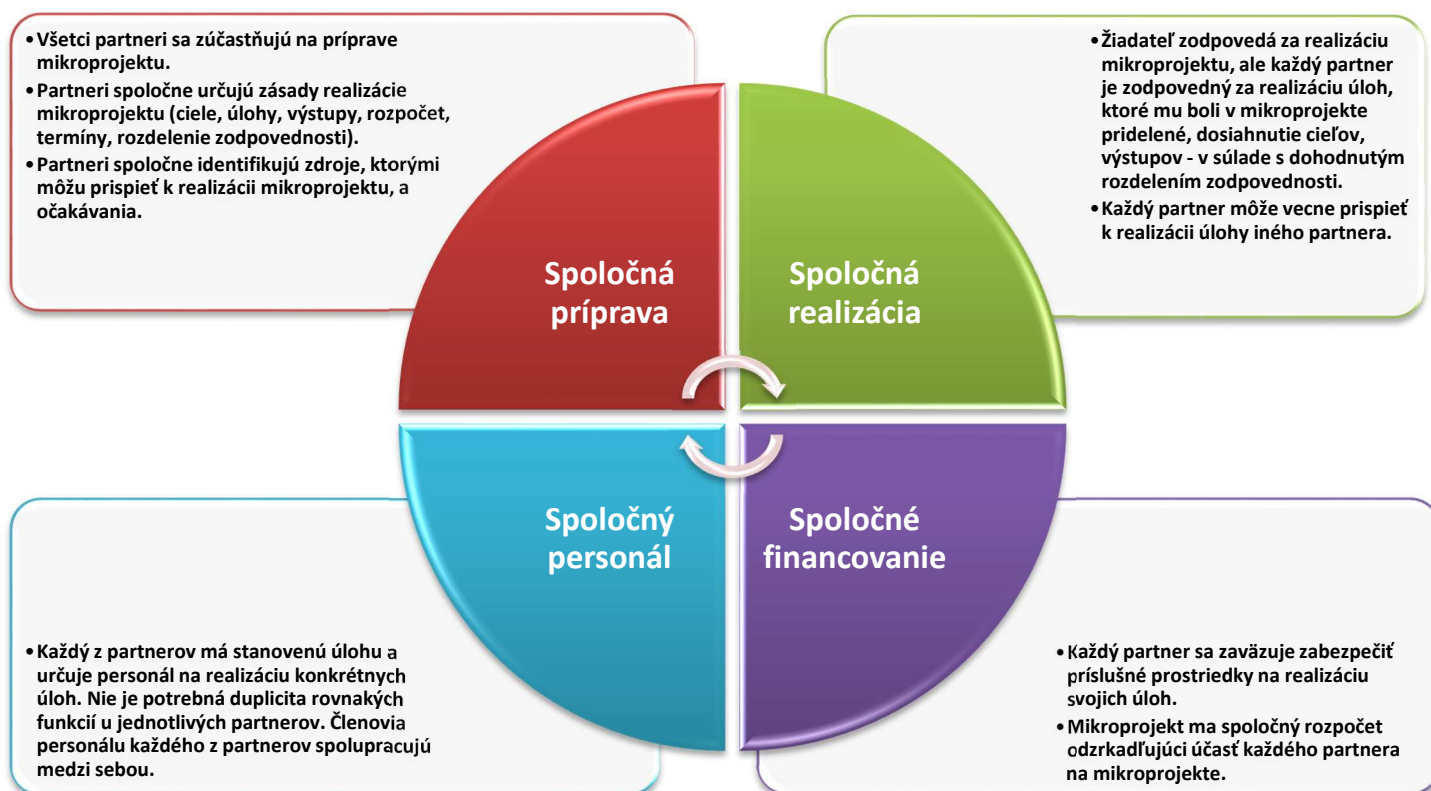 •Všetci partneri sa zúčastňujú na príprave
mikroprojektu.
•Partneri spoločne určujú zásady realizácie
mikroprojektu (ciele, úlohy, výstupy, rozpočet,
termíny, rozdelenie zodpovednosti).
•Partneri spoločne identifikujú zdroje, ktorými
môžu prispieť k realizácii mikroprojektu, a
očakávania.
•Žiadateľ zodpovedá za realizáciu
mikroprojektu, ale každý partner
je zodpovedný za realizáciu úloh,
ktoré mu boli v mikroprojekte
pridelené, dosiahnutie cieľov,
výstupov - v súlade s dohodnutým
rozdelením zodpovednosti.
•Každý partner môže vecne prispieť
k realizácii úlohy iného partnera.
Spoločná
príprava
Spoločná
realizácia
Spoločný
personál
Spoločné
financovanie
•Každý z partnerov má stanovenú úlohu a
určuje personál na realizáciu konkrétnych
úloh. Nie je potrebná duplicita rovnakých
funkcií u jednotlivých partnerov. Členovia
personálu každého z partnerov spolupracujú
medzi sebou.
•Každý partner sa zaväzuje zabezpečiť
príslušné prostriedky na realizáciu
svojich úloh.
•Mikroprojekt ma spoločný rozpočet
odzrkadľujúci účasť každého partnera
na mikroprojekte.